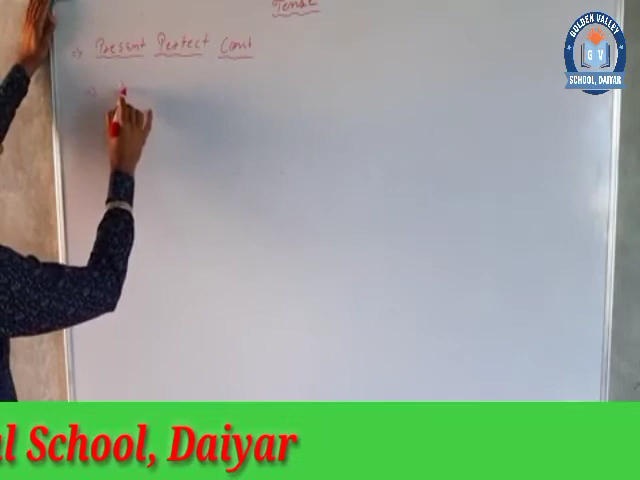 Tense
=> Present Perfect Cont
GOLDEN VALLEY
G V
SCHOOL, DAIYAR
al School, Daiyar